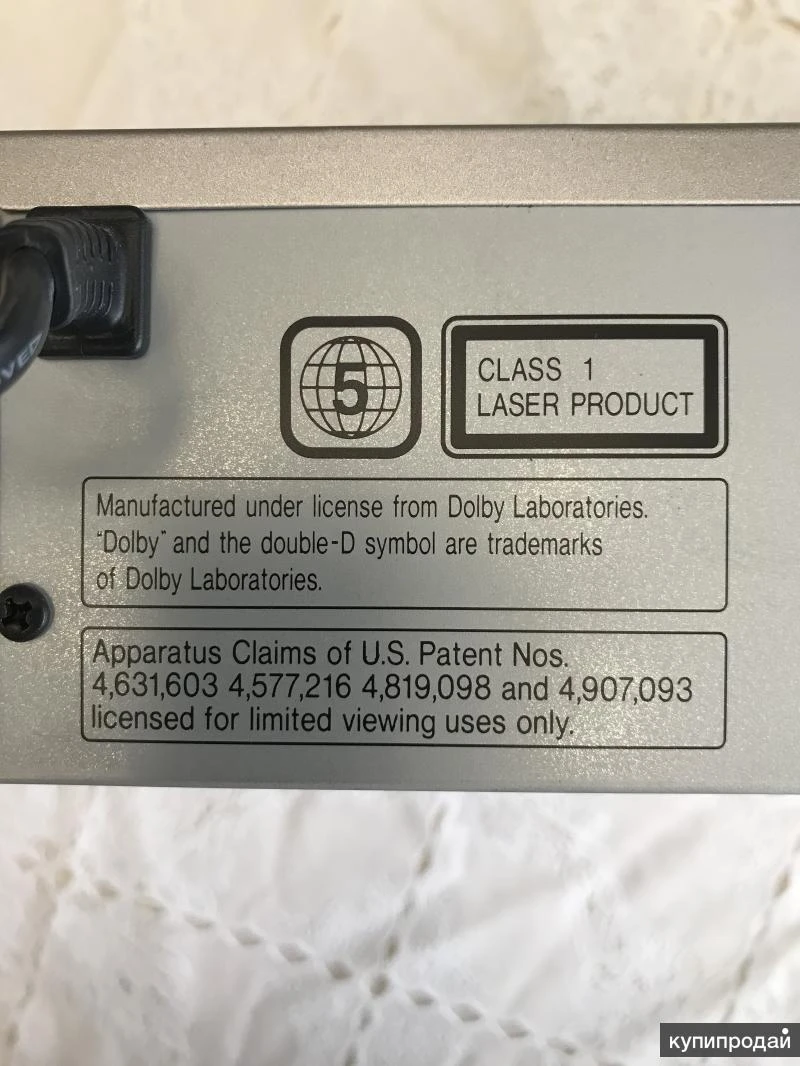 5
CLASS 1
LASER PRODUCT
Manufactured under license from Dolby Laboratories.
“Dolby” and the double-D symbol are trademarks
of Dolby Laboratories.
Apparatus Claims of U.S. Patent Nos.
4,631,603 4,577,216 4,819,098 and 4,907,093
licensed for limited viewing uses only.
купипродай